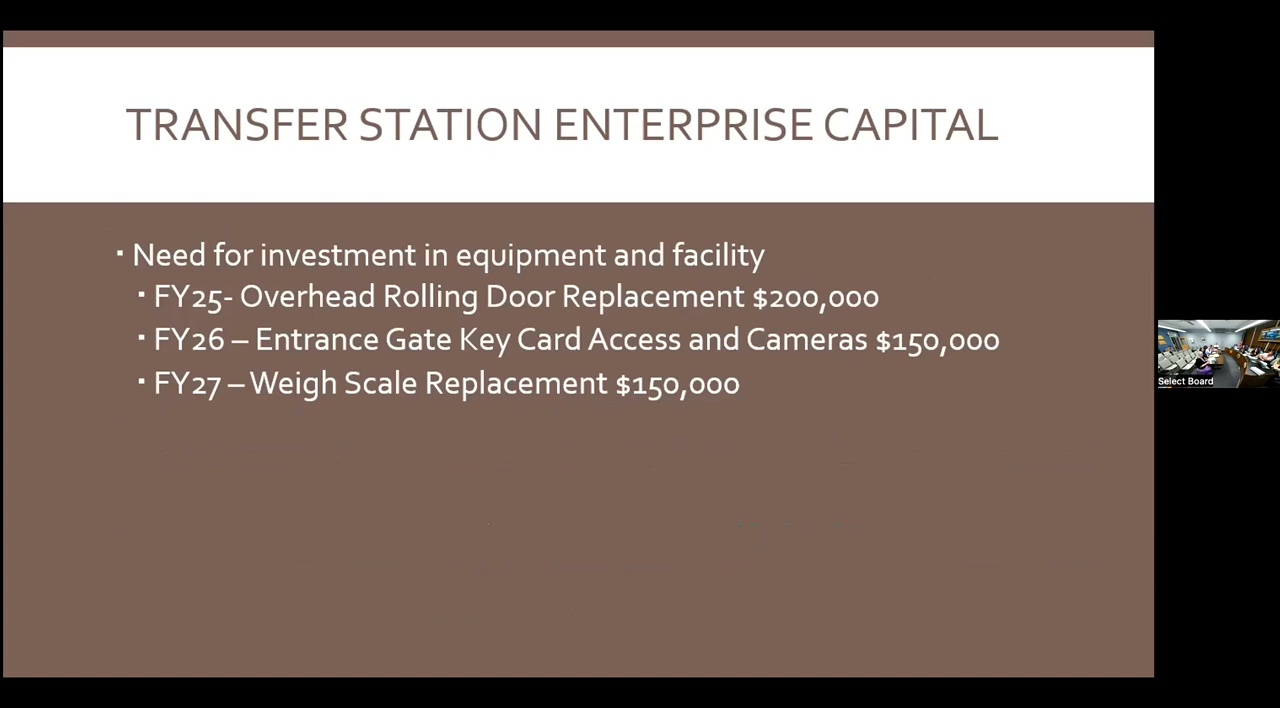 TRANSFER STATION ENTERPRISE CAPITAL
▪ Need for investment in equipment and facility
▪ FY25- Overhead Rolling Door Replacement $200,000
▪ FY26 – Entrance Gate Key Card Access and Cameras $150,000
▪ FY27 – Weigh Scale Replacement $150,000
Select Board